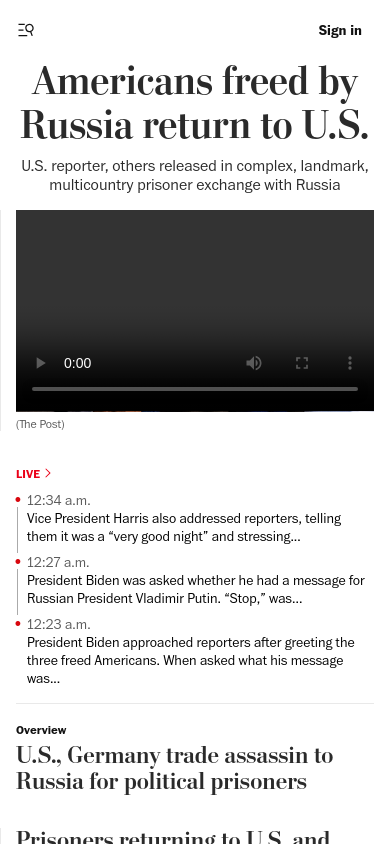 Sign in
Americans freed by
Russia return to U.S.
U.S. reporter, others released in complex, landmark,
multicountry prisoner exchange with Russia
0:00
(The Post)
LIVE
12:34 a.m.
Vice President Harris also addressed reporters, telling
them it was a “very good night” and stressing...
12:27 a.m.
President Biden was asked whether he had a message for
Russian President Vladimir Putin. “Stop,” was...
12:23 a.m.
President Biden approached reporters after greeting the
three freed Americans. When asked what his message
was...
Overview
U.S., Germany trade assassin to
Russia for political prisoners
Prisoners returning to U.S. and